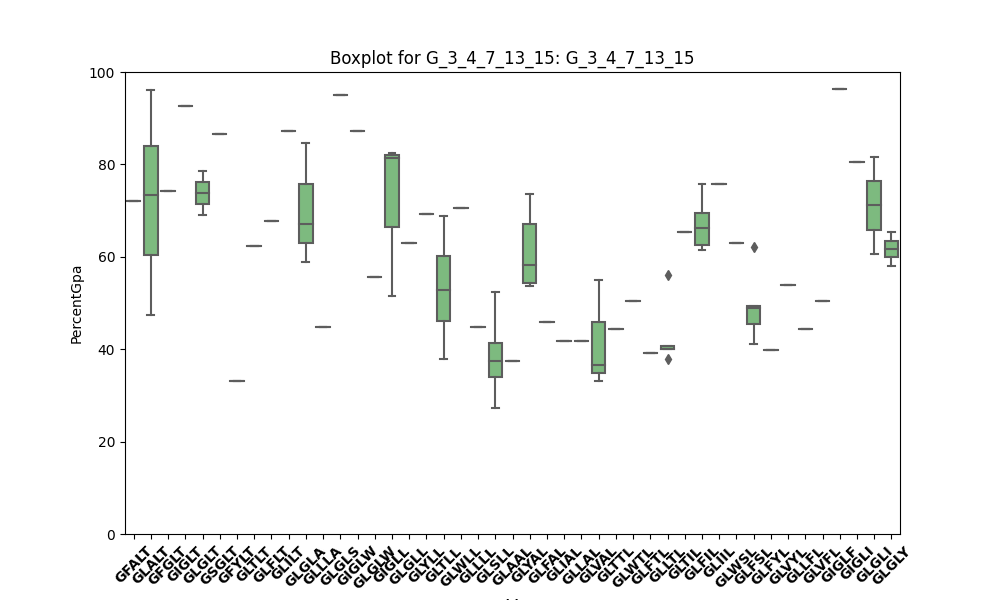 Boxplot for G_3_4_7_13_15: G_3_4_7_13_15
100
80
60
40
20
0
PercentGpa
GFALT
GLALT
GFGLT
GIGLT
GLGLT
GSGLT
GFYLT
GLTLT
GLFLT
GLILT
GLGLA
GLLLA
GLGLS
GIGLW
GLGLW
GIGLL
GLGLL
GLYLL
GLTLL
GLWLL
GLLLL
GLSLL
GLAAL
GLYAL
GLFAL
GLIAL
GLLAL
GLVAL
GLTTL
GLWTL
GLFTL
GLLTL
GLTIL
GLFIL
GLIIL
GLWSL
GLFSL
GLFYL
GLVYL
GLLFL
GLVFL
GIGLF
GIGLI
GLGLI
GLGLY